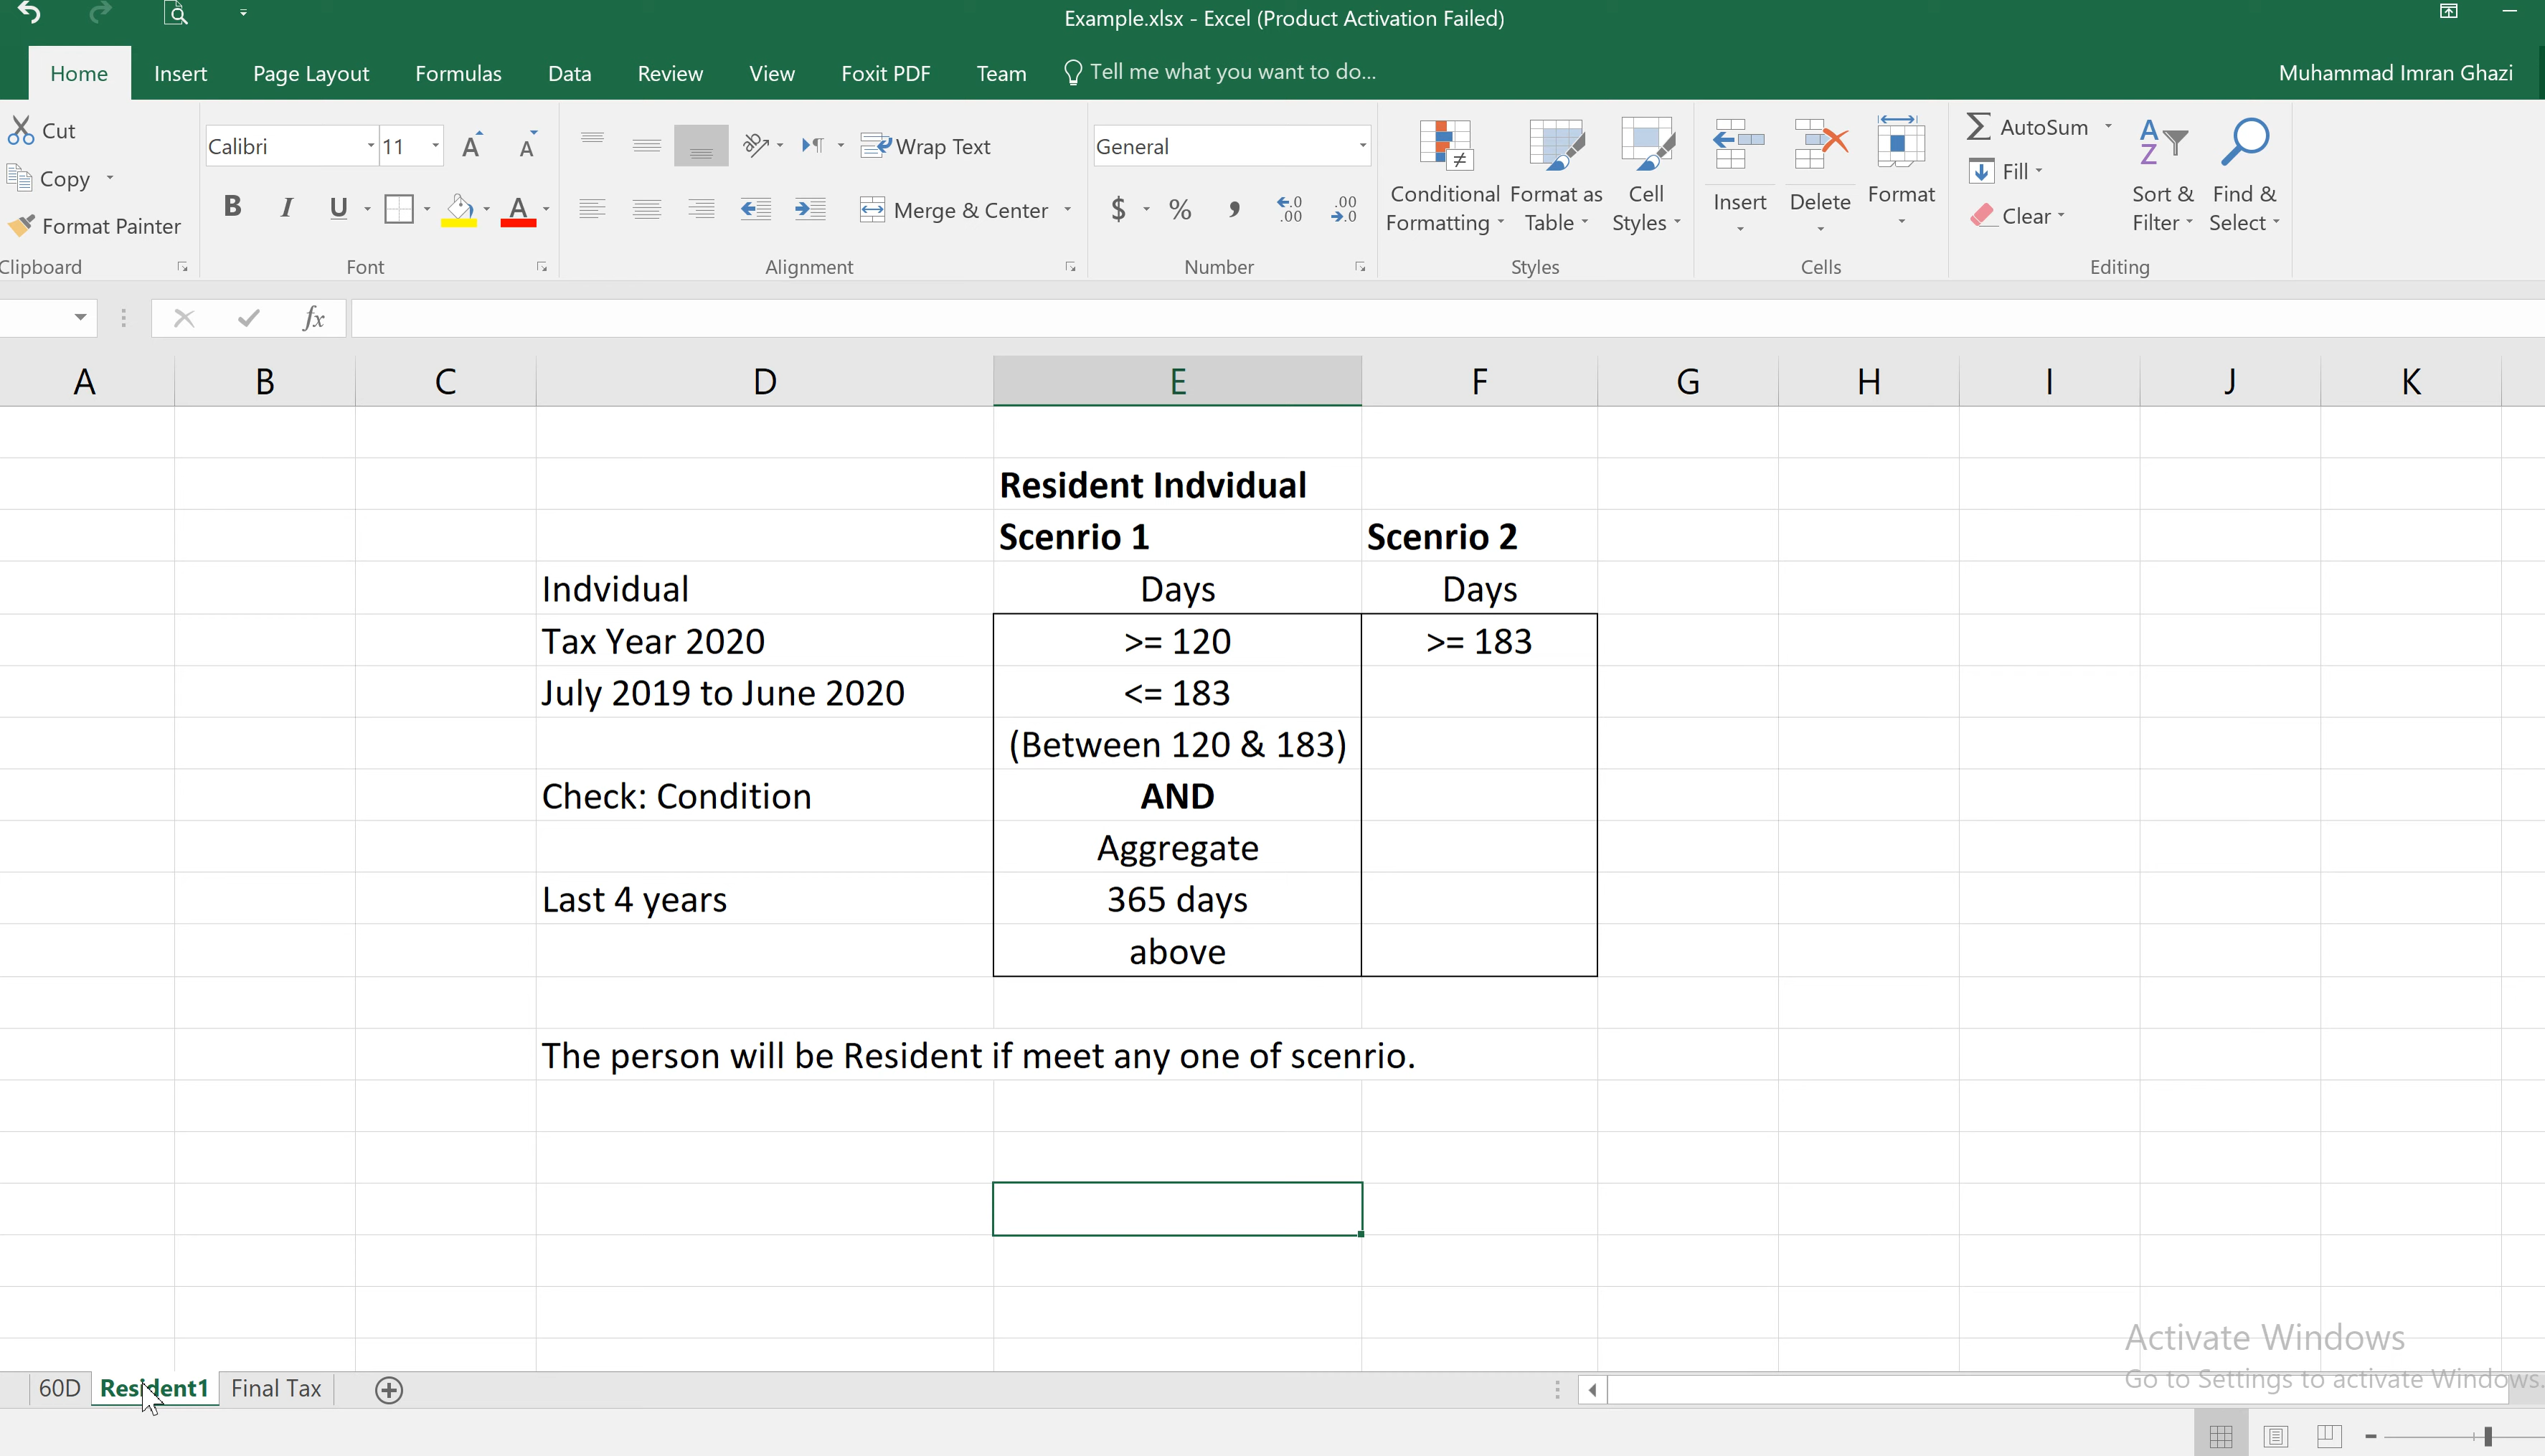 Example.xlsx - Excel (Product Activation Failed)
Home Insert Page Layout Formulas Data Review View Foxit PDF Team Tell me what you want to do... Muhammad Imran Ghazi
Cut
Copy
Format Painter
Clipboard
Calibri 11
B I U A
Font
Wrap Text
Merge & Center
Alignment
General
$ % , .00 .00
Number
Conditional Formatting
Format as Table
Cell Styles
Styles
Insert Delete Format
Cells
AutoSum
Fill
Clear
Sort & Filter
Find & Select
Editing
fx
A B C D E F G H I J K
Resident Indvidual
Scenrio 1 Scenrio 2
Indvidual Days Days
Tax Year 2020 >= 120 >= 183
July 2019 to June 2020 <= 183
(Between 120 & 183)
Check: Condition AND
Aggregate
Last 4 years 365 days
above
The person will be Resident if meet any one of scenrio.
Activate Windows
Go to Settings to activate Windows.
60D Resident1 Final Tax